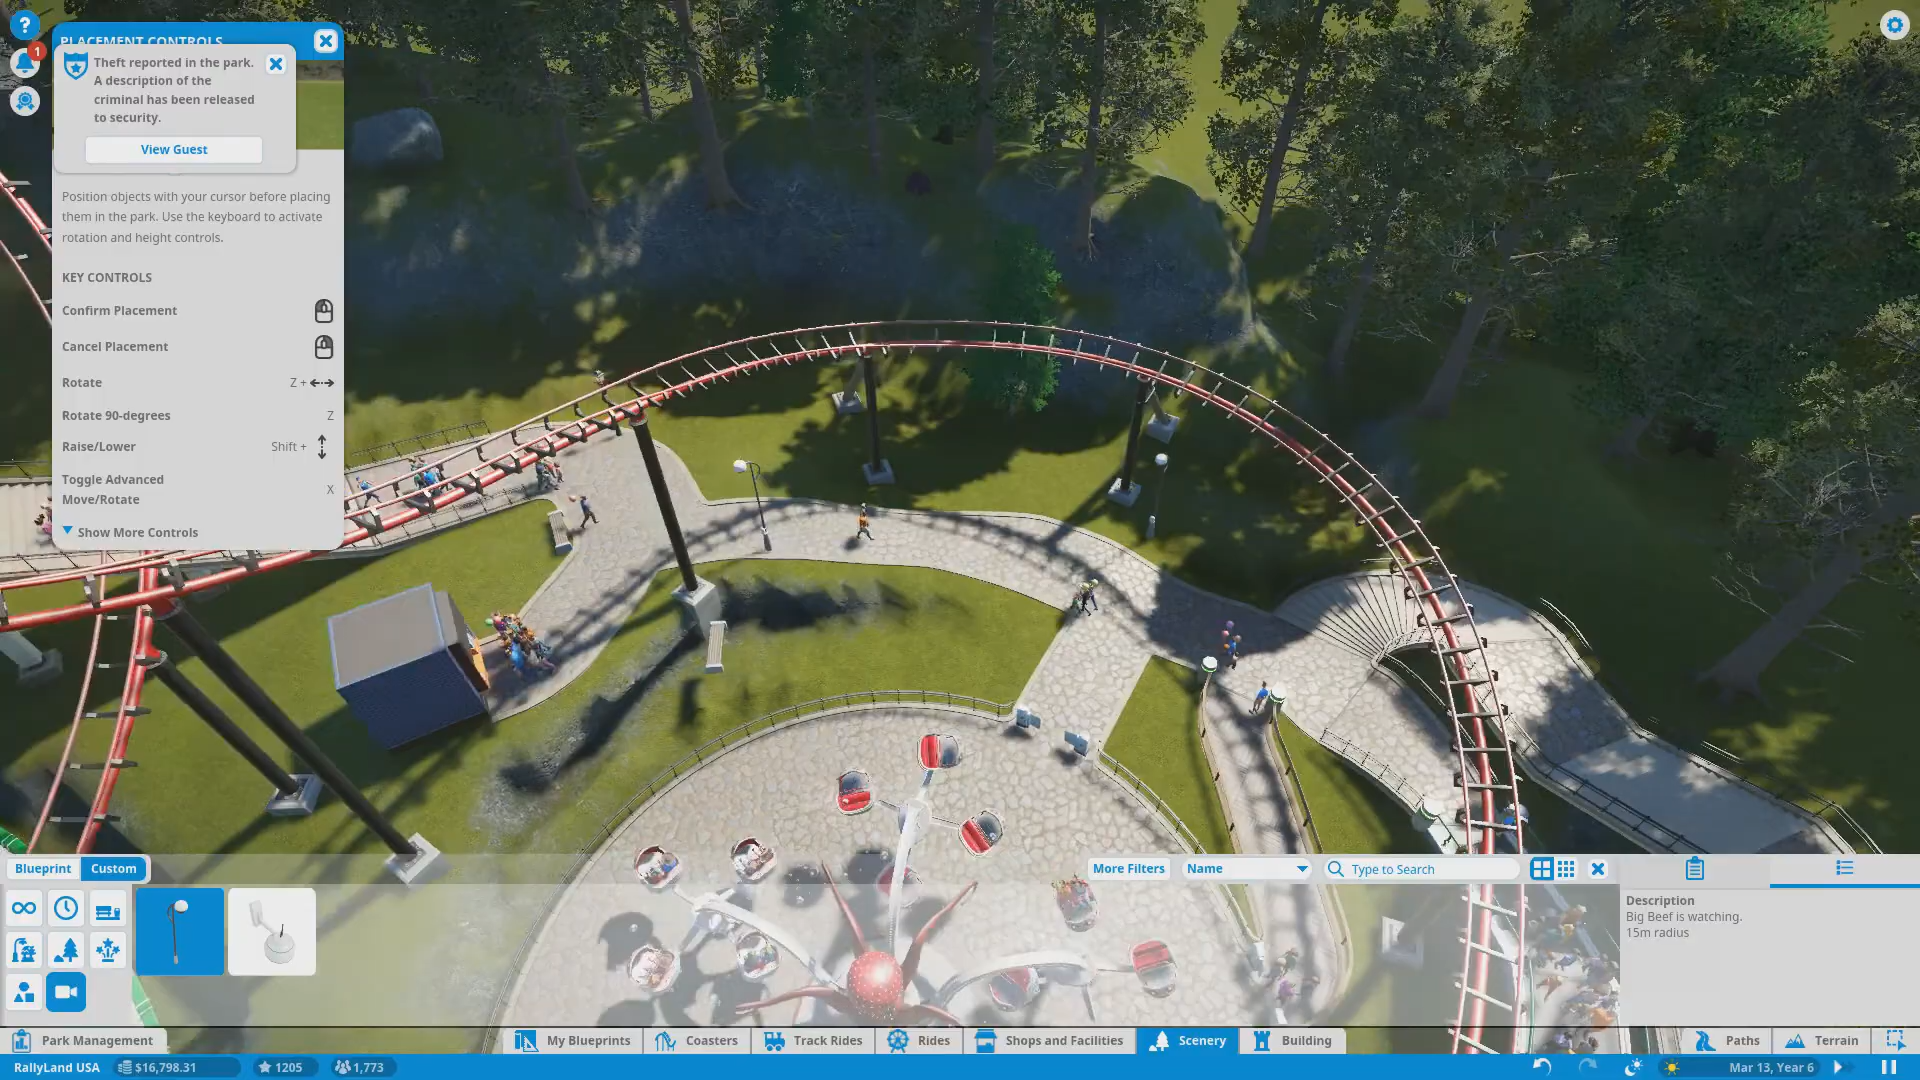 PLACEMENT CONTROLS
?
1
Theft reported in the park.
A description of the
criminal has been released
to security.
View Guest
Position objects with your cursor before placing
them in the park. Use the keyboard to activate
rotation and height controls.
KEY CONTROLS
Confirm Placement
Cancel Placement
Rotate Z +
Rotate 90-degrees Z
Raise/Lower Shift +
Toggle Advanced
Move/Rotate X
Show More Controls
Blueprint Custom
More Filters Name Type to Search
Description
Big Beef is watching.
15m radius
Park Management My Blueprints Coasters Track Rides Rides Shops and Facilities Scenery Building Paths Terrain
RallyLand USA $16,798.31 1205 1,773 Mar 13, Year 6